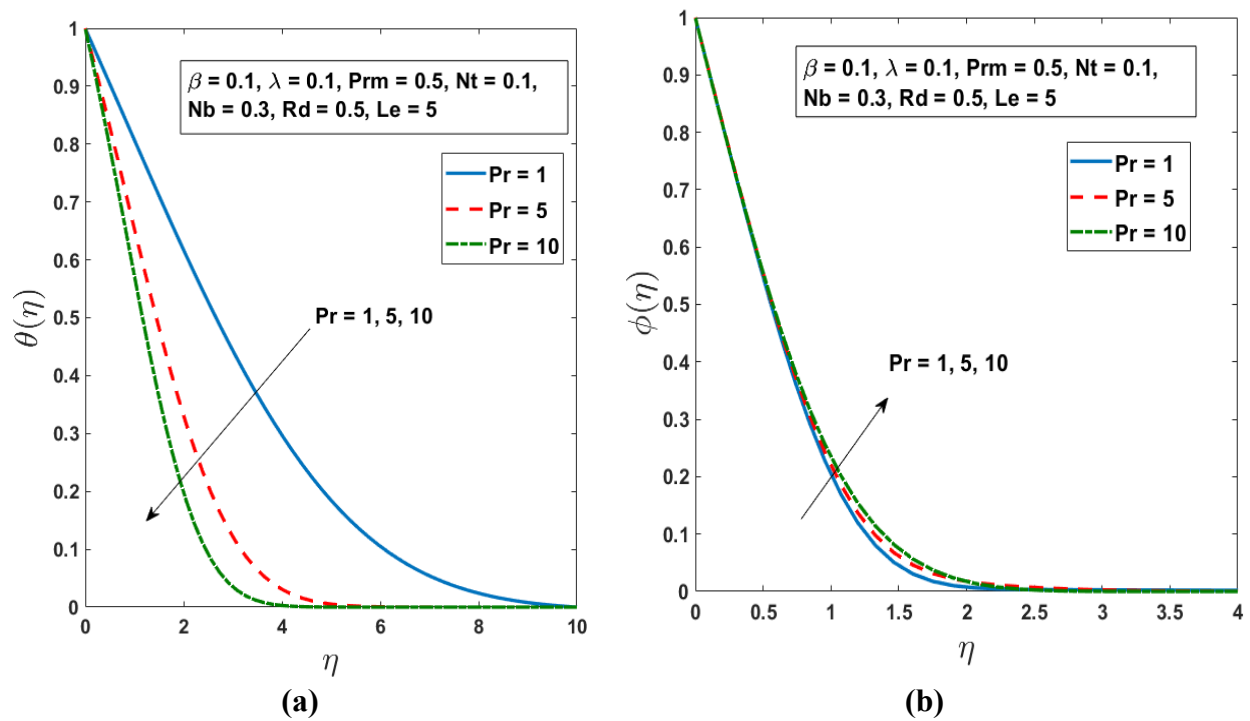 β = 0.1, λ = 0.1, Prm = 0.5, Nt = 0.1,
Nb = 0.3, Rd = 0.5, Le = 5
Pr = 1
Pr = 5
Pr = 10
Pr = 1, 5, 10
θ(η)
1
0.9
0.8
0.7
0.6
0.5
0.4
0.3
0.2
0.1
0
0 2 4 6 8 10
η
(a)
β = 0.1, λ = 0.1, Prm = 0.5, Nt = 0.1,
Nb = 0.3, Rd = 0.5, Le = 5
Pr = 1
Pr = 5
Pr = 10
Pr = 1, 5, 10
ϕ(η)
1
0.9
0.8
0.7
0.6
0.5
0.4
0.3
0.2
0.1
0
0 0.5 1 1.5 2 2.5 3 3.5 4
η
(b)